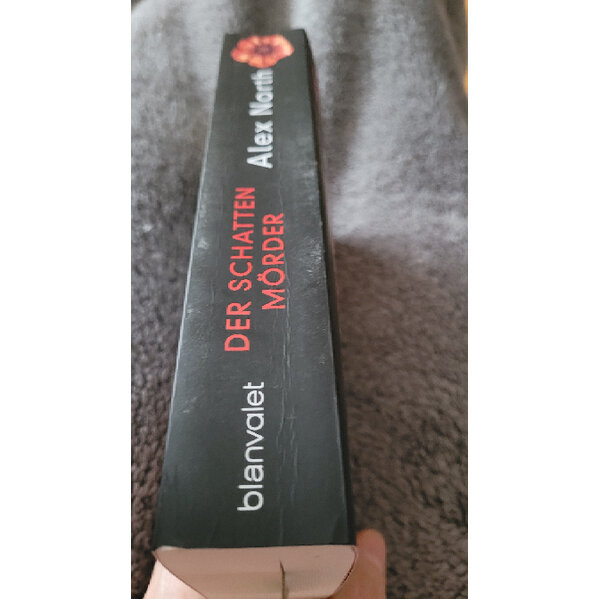 Alex North
DER SCHATTEN
MÖRDER
blanvalet